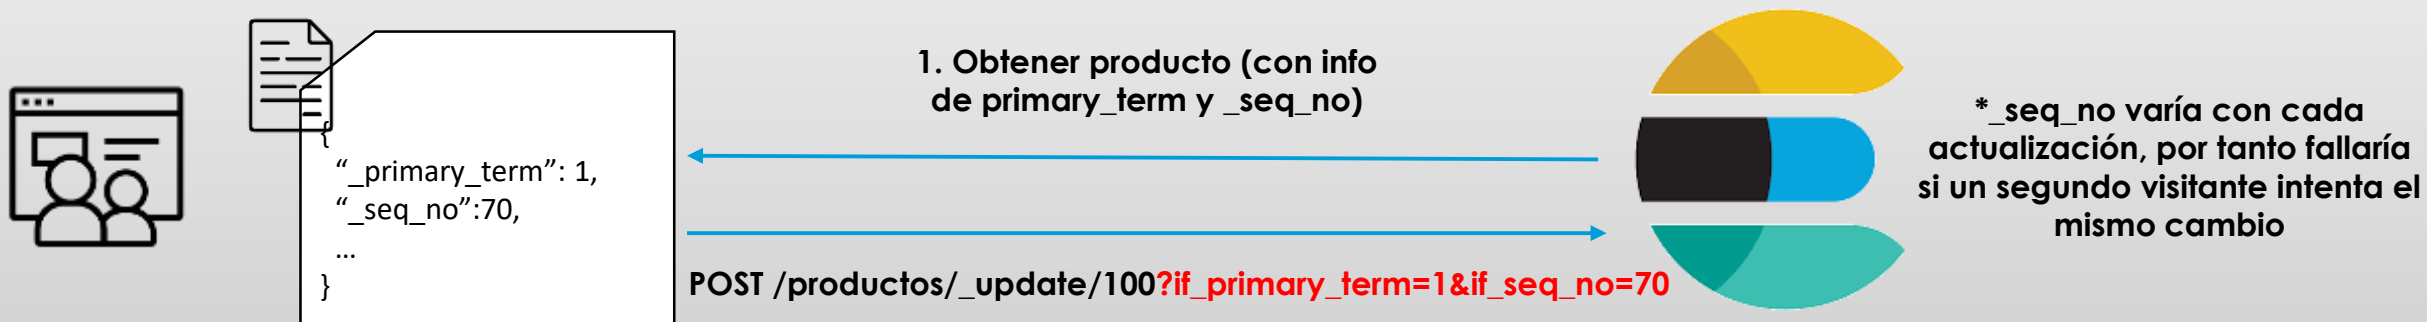 {
“_primary_term”: 1,
“_seq_no”:70,
...
}
1. Obtener producto (con info
de primary_term y _seq_no)
POST /productos/_update/100?if_primary_term=1&if_seq_no=70
*_seq_no varía con cada
actualización, por tanto fallaría
si un segundo visitante intenta el
mismo cambio